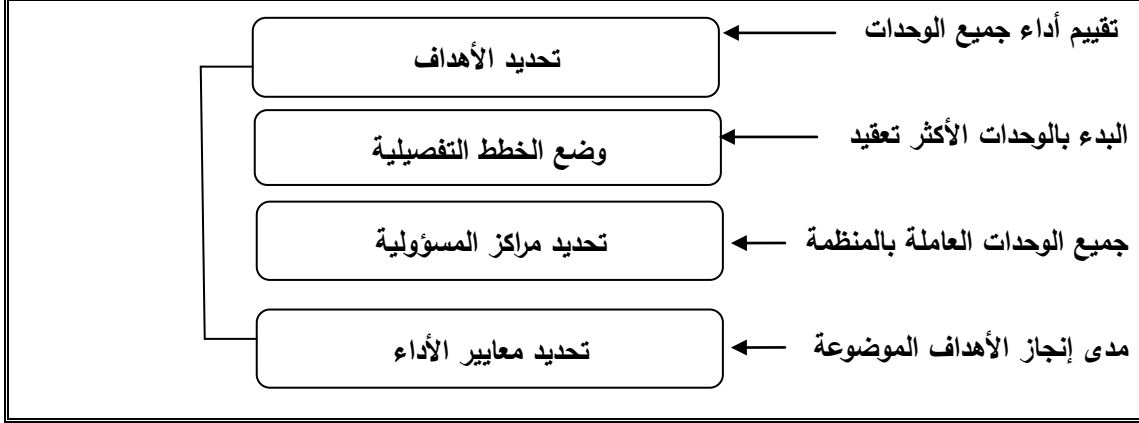 تقييم أداء جميع الوحدات
تحديد الأهداف
البدء بالوحدات الأكثر تعقيد
وضع الخطط التفصيلية
جميع الوحدات العاملة بالمنظمة
تحديد مراكز المسؤولية
مدى إنجاز الأهداف الموضوعة
تحديد معايير الأداء